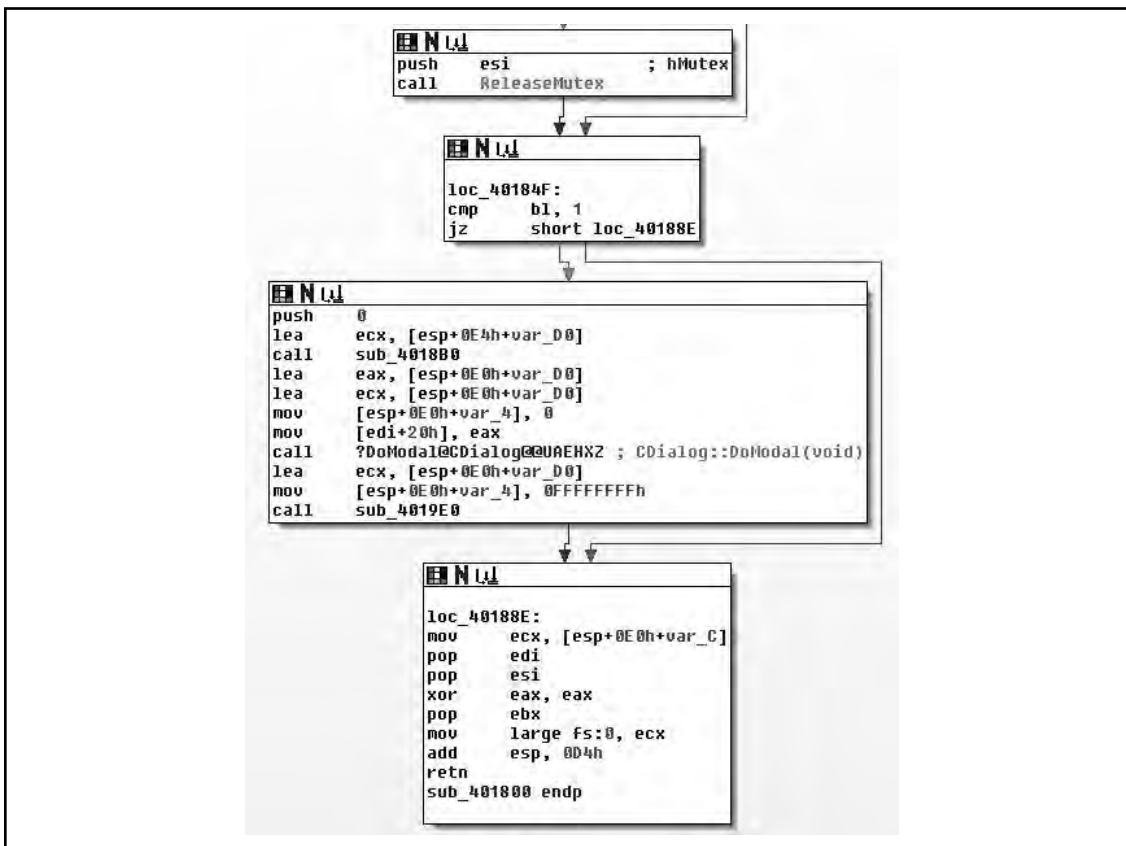 push esi ; hMutex
call ReleaseMutex
loc_40184F:
cmp bl, 1
jz short loc_40188E
push 0
lea ecx, [esp+0E4h+var_D0]
call sub_4018B0
lea eax, [esp+0E0h+var_D0]
lea ecx, [esp+0E0h+var_D0]
mov [esp+0E0h+var_4], 0
mov [edi+20h], eax
call ?DoModal@CDialog@@UAEHXZ ; CDialog::DoModal(void)
lea ecx, [esp+0E0h+var_D0]
mov [esp+0E0h+var_4], 0FFFFFFFFh
call sub_4019E0
loc_40188E:
mov ecx, [esp+0E0h+var_C]
pop edi
pop esi
xor eax, eax
pop ebx
mov large fs:0, ecx
add esp, 0D4h
retn
sub_401800 endp